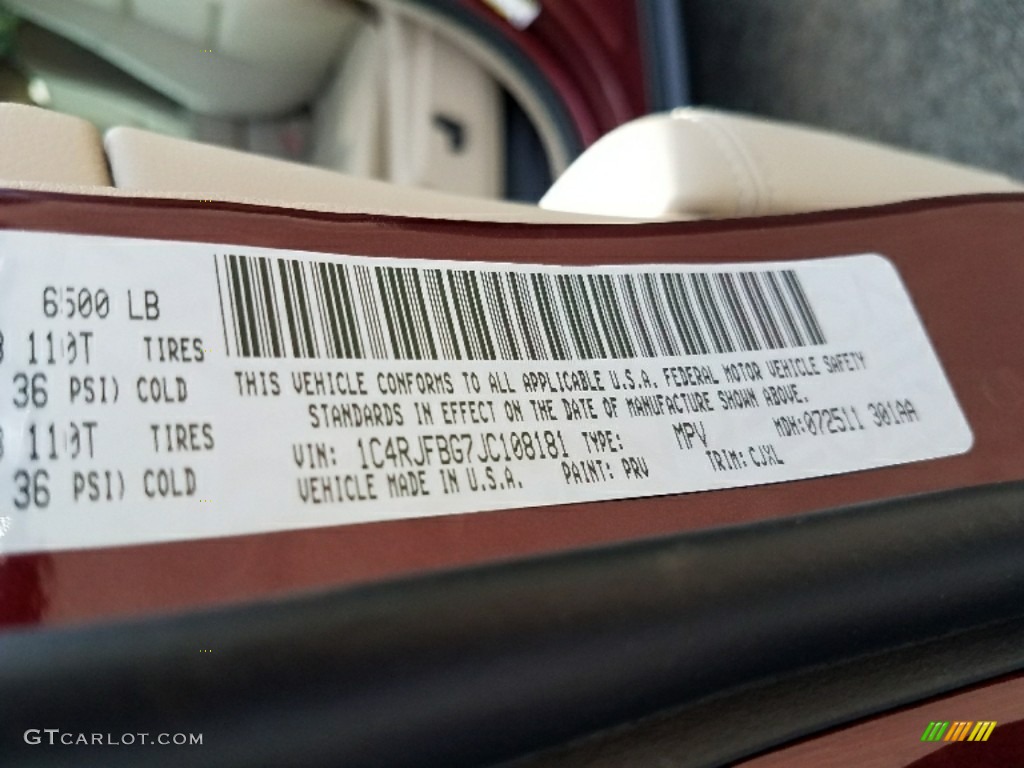 6500 LB
110T TIRES
36 PSI) COLD
110T TIRES
36 PSI) COLD
THIS VEHICLE CONFORMS TO ALL APPLICABLE U.S.A. FEDERAL MOTOR VEHICLE SAFETY
STANDARDS IN EFFECT ON THE DATE OF MANUFACTURE SHOWN ABOVE.
VIN: 1C4RJFBG7JC108181 TYPE: MPV MDH:072511 301AA
VEHICLE MADE IN U.S.A. PAINT: PRV TRIM: CJXL
GTCARLOT.COM